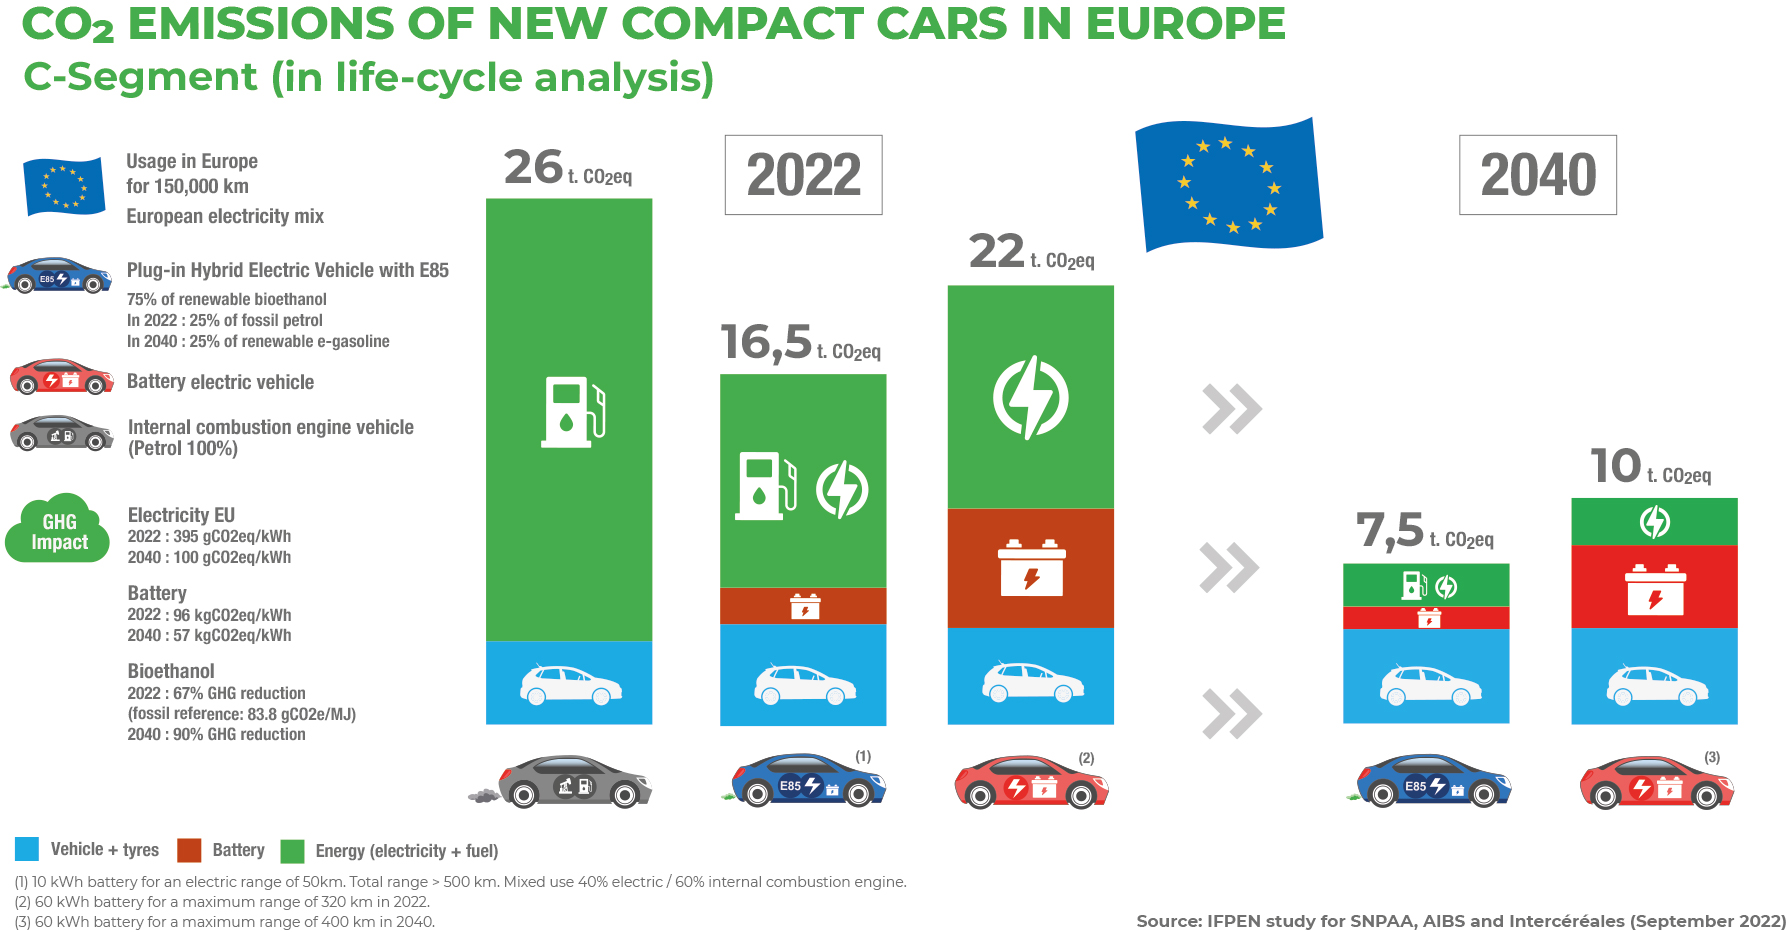 CO₂ EMISSIONS OF NEW COMPACT CARS IN EUROPE
C-Segment (in life-cycle analysis)
Usage in Europe
for 150,000 km
European electricity mix
Plug-in Hybrid Electric Vehicle with E85
75% of renewable bioethanol
In 2022 : 25% of fossil petrol
In 2040 : 25% of renewable e-gasoline
Battery electric vehicle
Internal combustion engine vehicle
(Petrol 100%)
GHG
Impact
Electricity EU
2022 : 395 gCO2eq/kWh
2040 : 100 gCO2eq/kWh
Battery
2022 : 96 kgCO2eq/kWh
2040 : 57 kgCO2eq/kWh
Bioethanol
2022 : 67% GHG reduction
(fossil reference: 83.8 gCO2e/MJ)
2040 : 90% GHG reduction
E85
26 t. CO₂eq
2022
16,5 t. CO₂eq
22 t. CO₂eq
2040
7,5 t. CO₂eq
10 t. CO₂eq
E85
(1)
(2)
E85
(3)
Vehicle + tyres
Battery
Energy (electricity + fuel)
(1) 10 kWh battery for an electric range of 50km. Total range > 500 km. Mixed use 40% electric / 60% internal combustion engine.
(2) 60 kWh battery for a maximum range of 320 km in 2022.
(3) 60 kWh battery for a maximum range of 400 km in 2040.
Source: IFPEN study for SNPAA, AIBS and Intercéréales (September 2022)